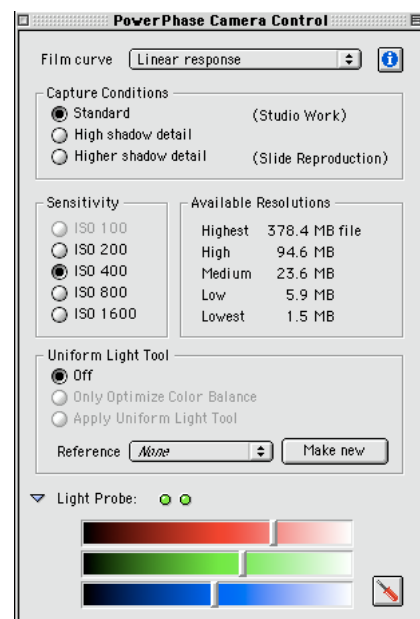 PowerPhase Camera Control
Film curve Linear response
Capture Conditions
Standard (Studio Work)
High shadow detail
Higher shadow detail (Slide Reproduction)
Sensitivity
ISO 100
ISO 200
ISO 400
ISO 800
ISO 1600
Available Resolutions
Highest 378.4 MB file
High 94.6 MB
Medium 23.6 MB
Low 5.9 MB
Lowest 1.5 MB
Uniform Light Tool
Off
Only Optimize Color Balance
Apply Uniform Light Tool
Reference None Make new
Light Probe: